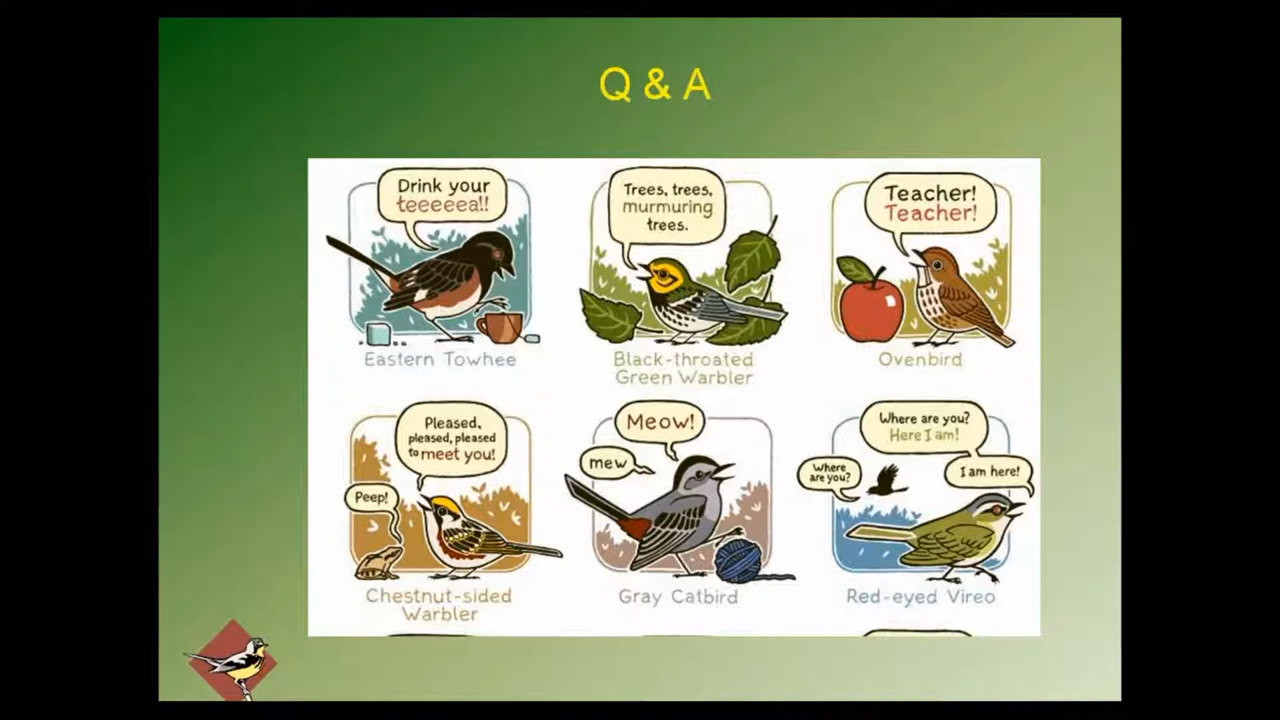 Q & A
Drink your
teeeeea!!
Eastern Towhee
Trees, trees,
murmuring
trees.
Black-throated
Green Warbler
Teacher!
Teacher!
Ovenbird
Pleased,
pleased, pleased
to meet you!
Peep!
Chestnut-sided
Warbler
Meow!
mew
Gray Catbird
Where are you?
Here I am!
Where
are you?
I am here!
Red-eyed Vireo